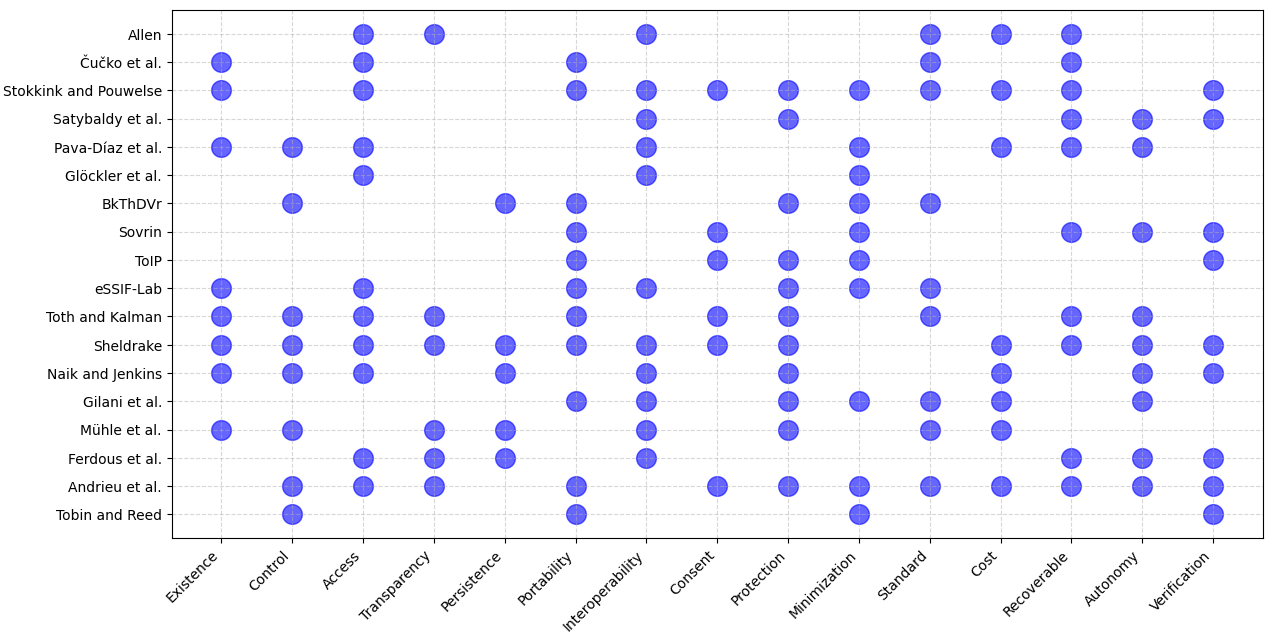 Allen
Čučko et al.
Stokkink and Pouwelse
Satybaldy et al.
Pava-Díaz et al.
Glöckler et al.
BkThDVr
Sovrin
ToIP
eSSIF-Lab
Toth and Kalman
Sheldrake
Naik and Jenkins
Gilani et al.
Mühle et al.
Ferdous et al.
Andrieu et al.
Tobin and Reed
Existence
Control
Access
Transparency
Persistence
Portability
Interoperability
Consent
Protection
Minimization
Standard
Cost
Recoverable
Autonomy
Verification